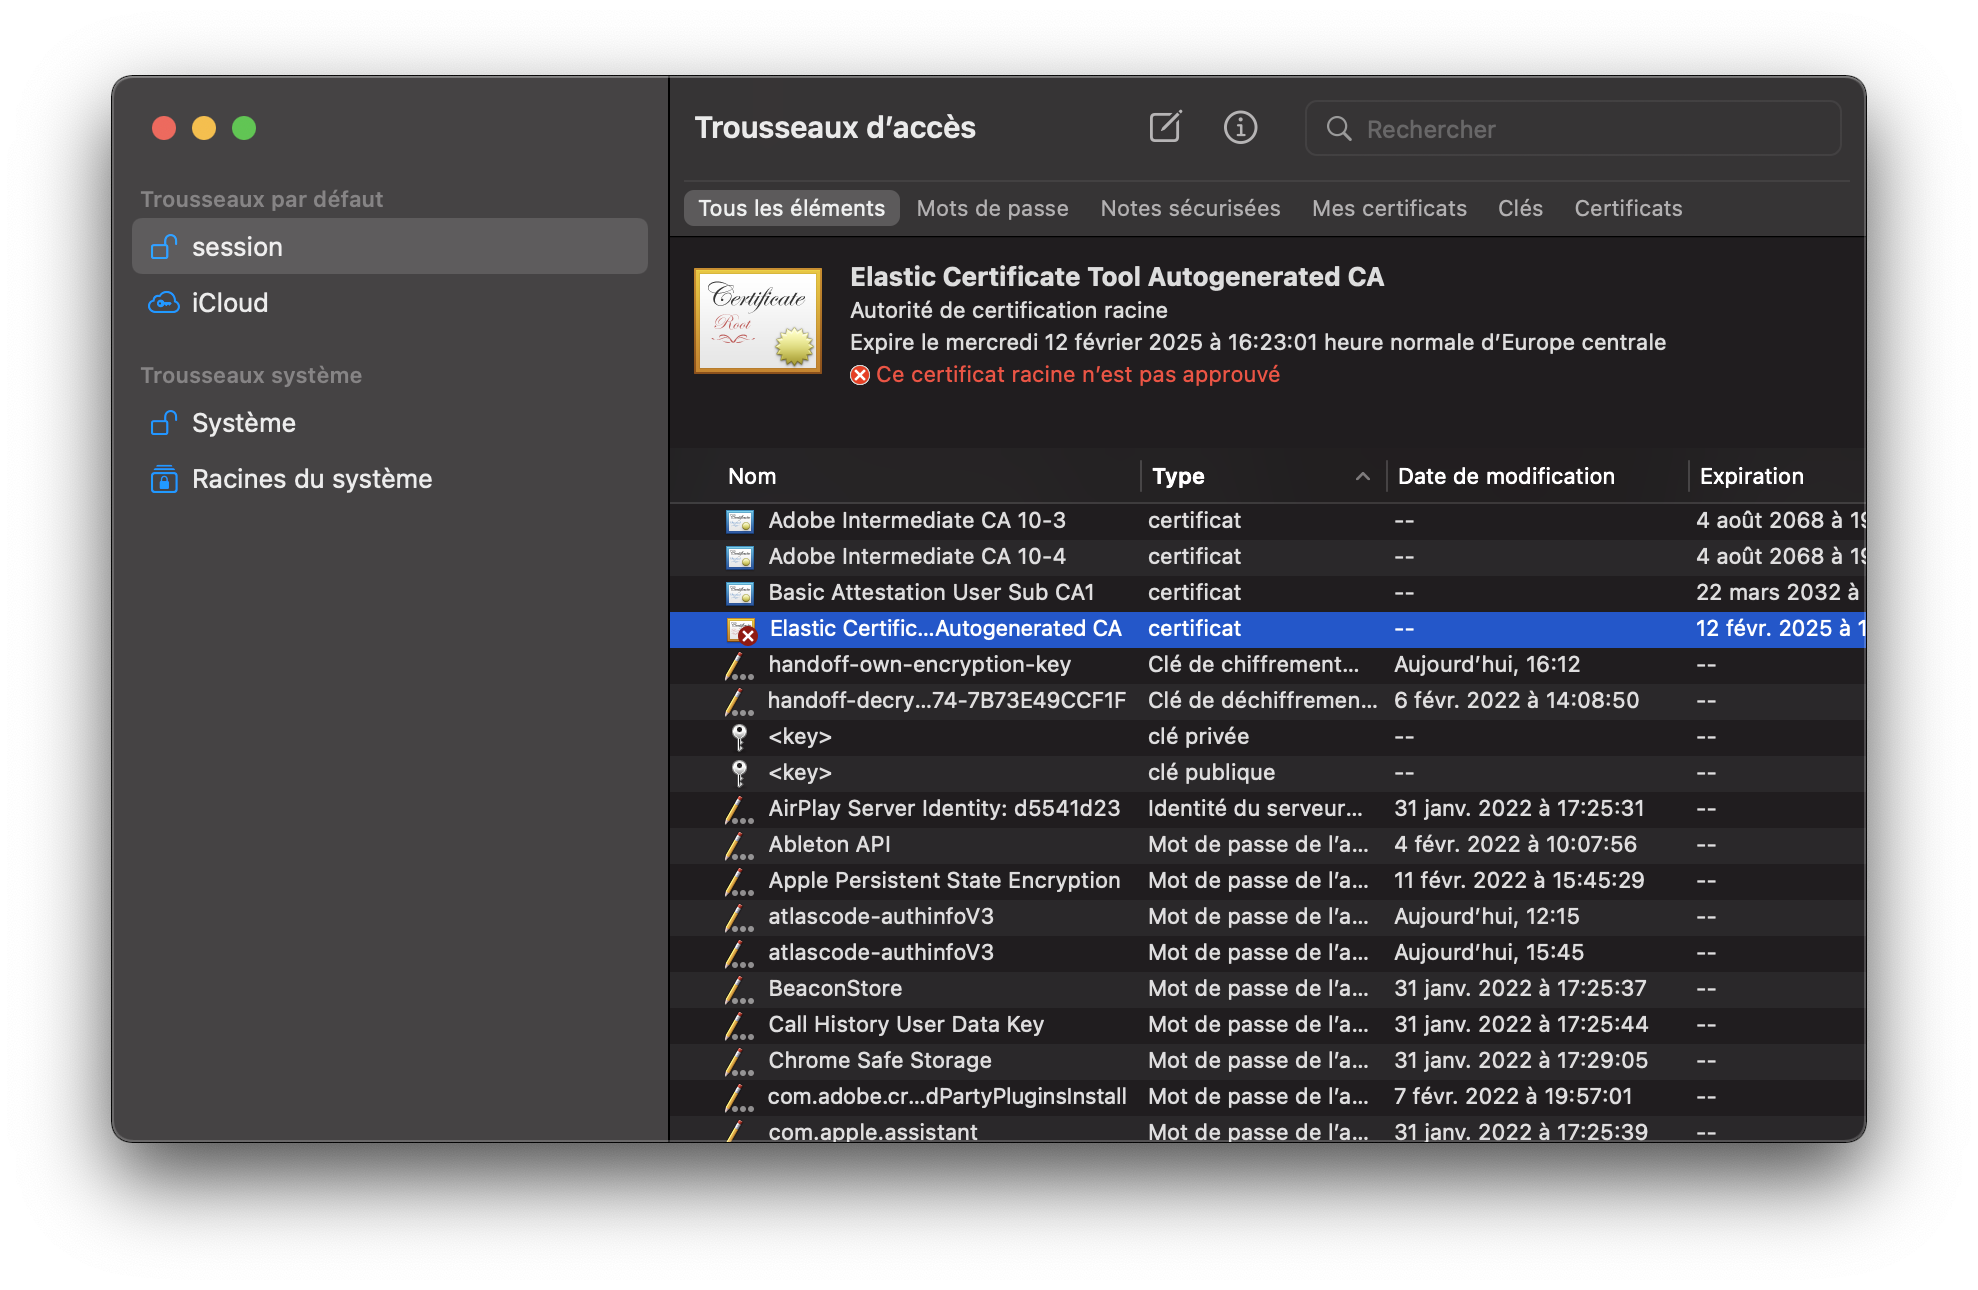 Trousseaux d’accès
Rechercher
Trousseaux par défaut
session
iCloud
Trousseaux système
Système
Racines du système
Tous les éléments Mots de passe Notes sécurisées Mes certificats Clés Certificats
Certificate
Root
Elastic Certificate Tool Autogenerated CA
Autorité de certification racine
Expire le mercredi 12 février 2025 à 16:23:01 heure normale d’Europe centrale
Ce certificat racine n’est pas approuvé
Nom Type Date de modification Expiration
Adobe Intermediate CA 10-3 certificat -- 4 août 2068 à
Adobe Intermediate CA 10-4 certificat -- 4 août 2068 à
Basic Attestation User Sub CA1 certificat -- 22 mars 2032 à
Elastic Certific...Autogenerated CA certificat -- 12 févr. 2025 à
handoff-own-encryption-key Clé de chiffrement... Aujourd’hui, 16:12 --
handoff-decry...74-7B73E49CCF1F Clé de déchiffremen... 6 févr. 2022 à 14:08:50 --
<key> clé privée -- --
<key> clé publique -- --
AirPlay Server Identity: d5541d23 Identité du serveur... 31 janv. 2022 à 17:25:31 --
Ableton API Mot de passe de l’a... 4 févr. 2022 à 10:07:56 --
Apple Persistent State Encryption Mot de passe de l’a... 11 févr. 2022 à 15:45:29 --
atlascode-authinfoV3 Mot de passe de l’a... Aujourd’hui, 12:15 --
atlascode-authinfoV3 Mot de passe de l’a... Aujourd’hui, 15:45 --
BeaconStore Mot de passe de l’a... 31 janv. 2022 à 17:25:37 --
Call History User Data Key Mot de passe de l’a... 31 janv. 2022 à 17:25:44 --
Chrome Safe Storage Mot de passe de l’a... 31 janv. 2022 à 17:29:05 --
com.adobe.cr...dPartyPluginsInstall Mot de passe de l’a... 7 févr. 2022 à 19:57:01 --
com.apple.assistant Mot de passe de l’a... 31 janv. 2022 à 17:25:39 --